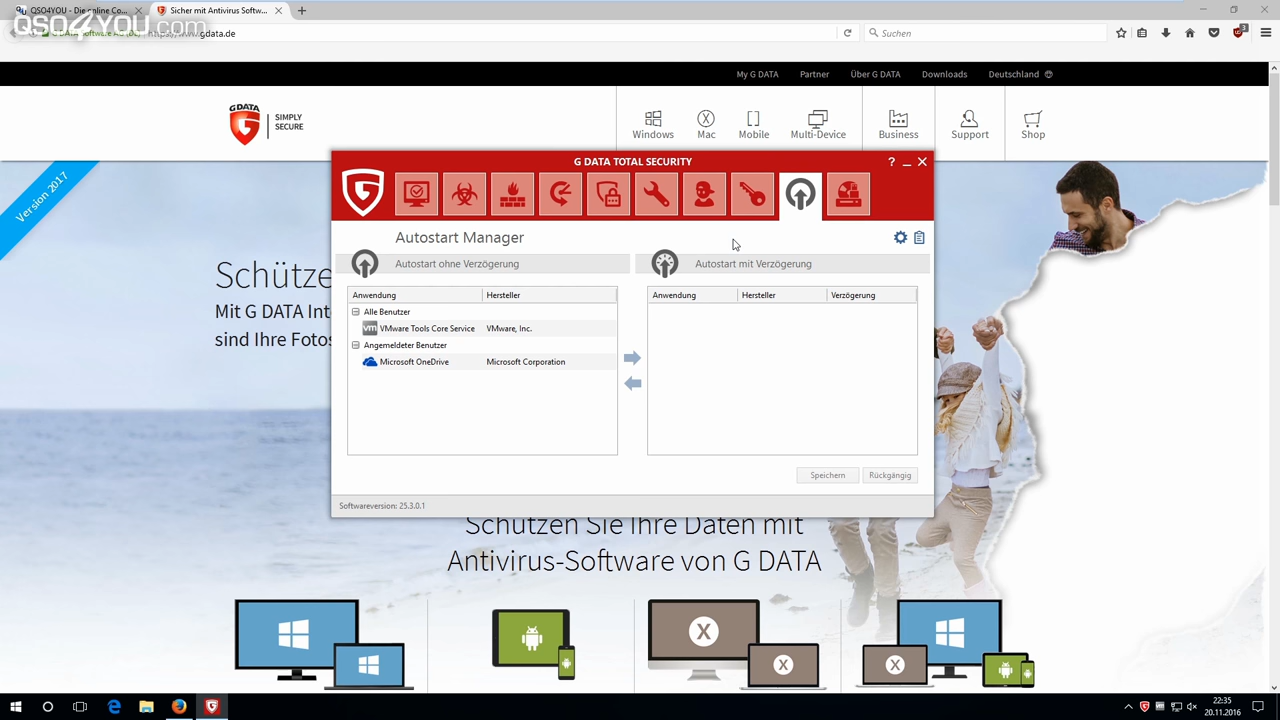 QSO4YOU - Die online Co...
Sicher mit Antivirus Softw...
QSO4YOU.com
gdata.de
Suchen
3
My G DATA
Partner
Über G DATA
Downloads
Deutschland
G DATA
SIMPLY
SECURE
Windows
Mac
Mobile
Multi-Device
Business
Support
Shop
Version 2017
Schütze
Mit G DATA Int
sind Ihre Fotos
G DATA TOTAL SECURITY
?
Autostart Manager
Autostart ohne Verzögerung
Autostart mit Verzögerung
Anwendung
Hersteller
Alle Benutzer
VMware Tools Core Service
VMware, Inc.
Angemeldeter Benutzer
Microsoft OneDrive
Microsoft Corporation
Anwendung
Hersteller
Verzögerung
Speichern
Rückgängig
Softwareversion: 25.3.0.1
Schützen Sie Ihre Daten mit
Antivirus-Software von G DATA
X
X
X
22:35
20.11.2016